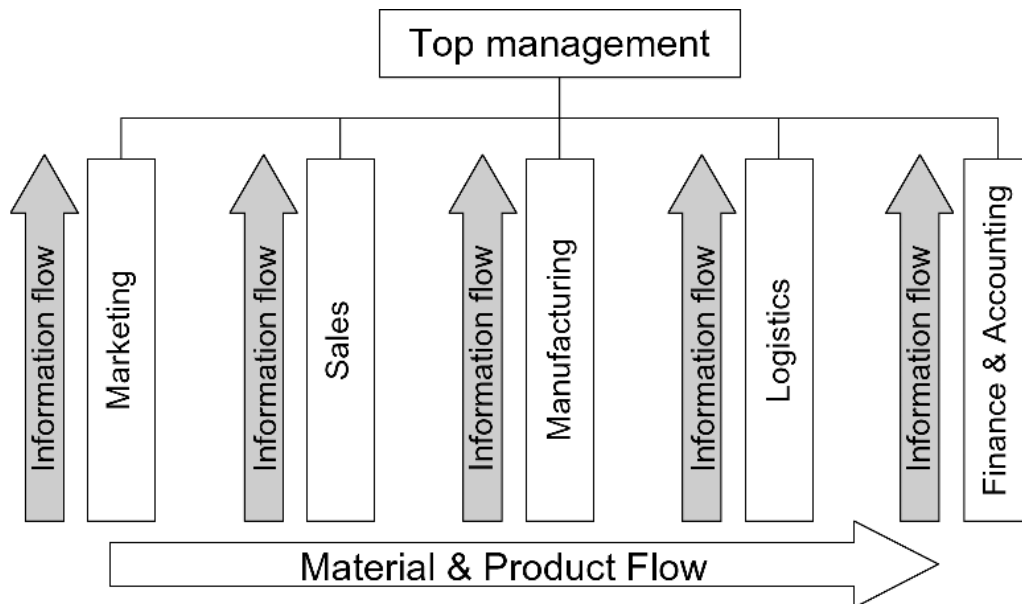 Top management
Information flow
Marketing
Information flow
Sales
Information flow
Manufacturing
Information flow
Logistics
Information flow
Finance & Accounting
Material & Product Flow